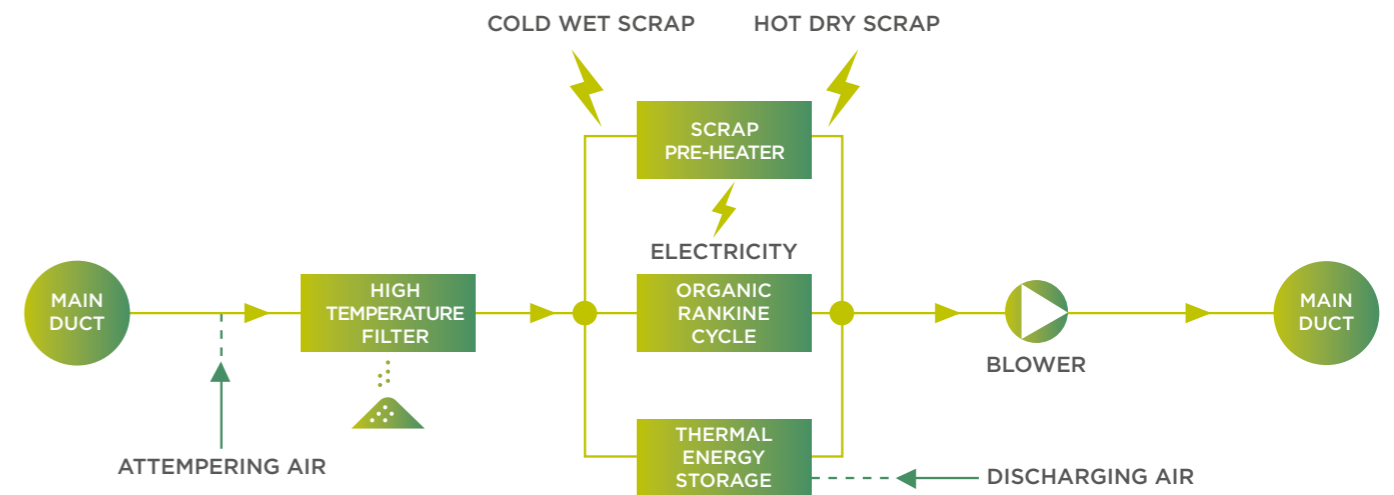 COLD WET SCRAP
HOT DRY SCRAP
SCRAP
PRE-HEATER
ELECTRICITY
MAIN
DUCT
HIGH
TEMPERATURE
FILTER
ORGANIC
RANKINE
CYCLE
BLOWER
MAIN
DUCT
ATTEMPERING AIR
THERMAL
ENERGY
STORAGE
DISCHARGING AIR